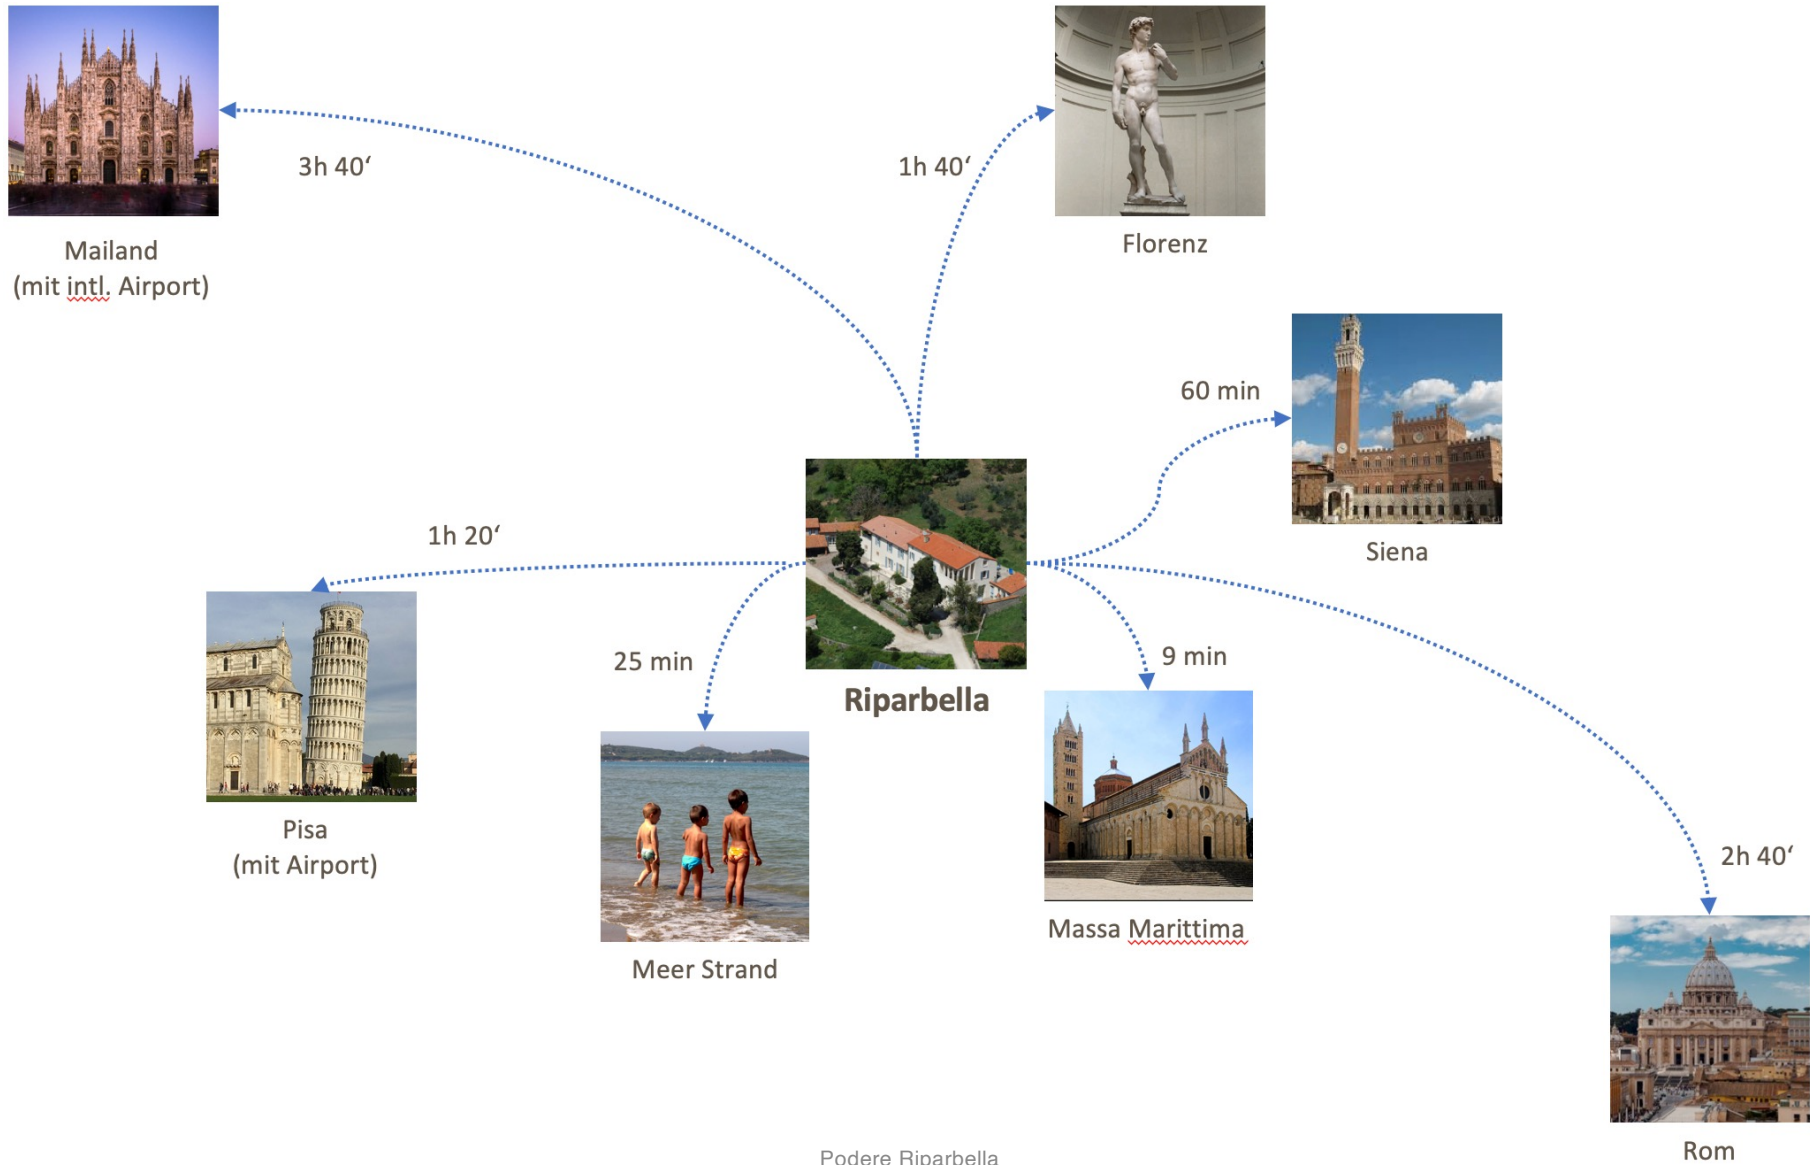 3h 40‘
1h 40‘
Mailand
(mit intl. Airport)
Florenz
60 min
Siena
1h 20‘
25 min
9 min
Riparbella
Pisa
(mit Airport)
2h 40‘
Massa Marittima
Meer Strand
Rom
Podere Riparbella